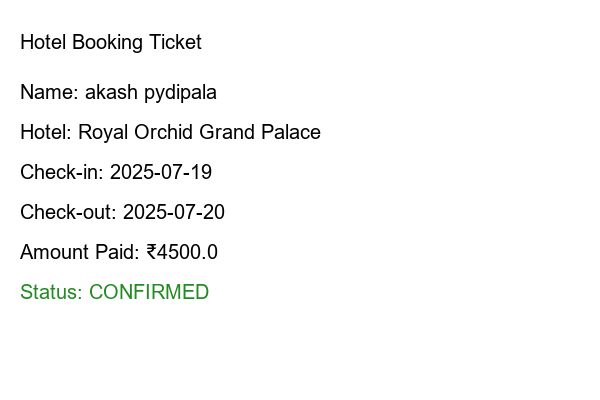 Hotel Booking Ticket
Name: akash pydipala
Hotel: Royal Orchid Grand Palace
Check-in: 2025-07-19
Check-out: 2025-07-20
Amount Paid: ₹4500.0
Status: CONFIRMED